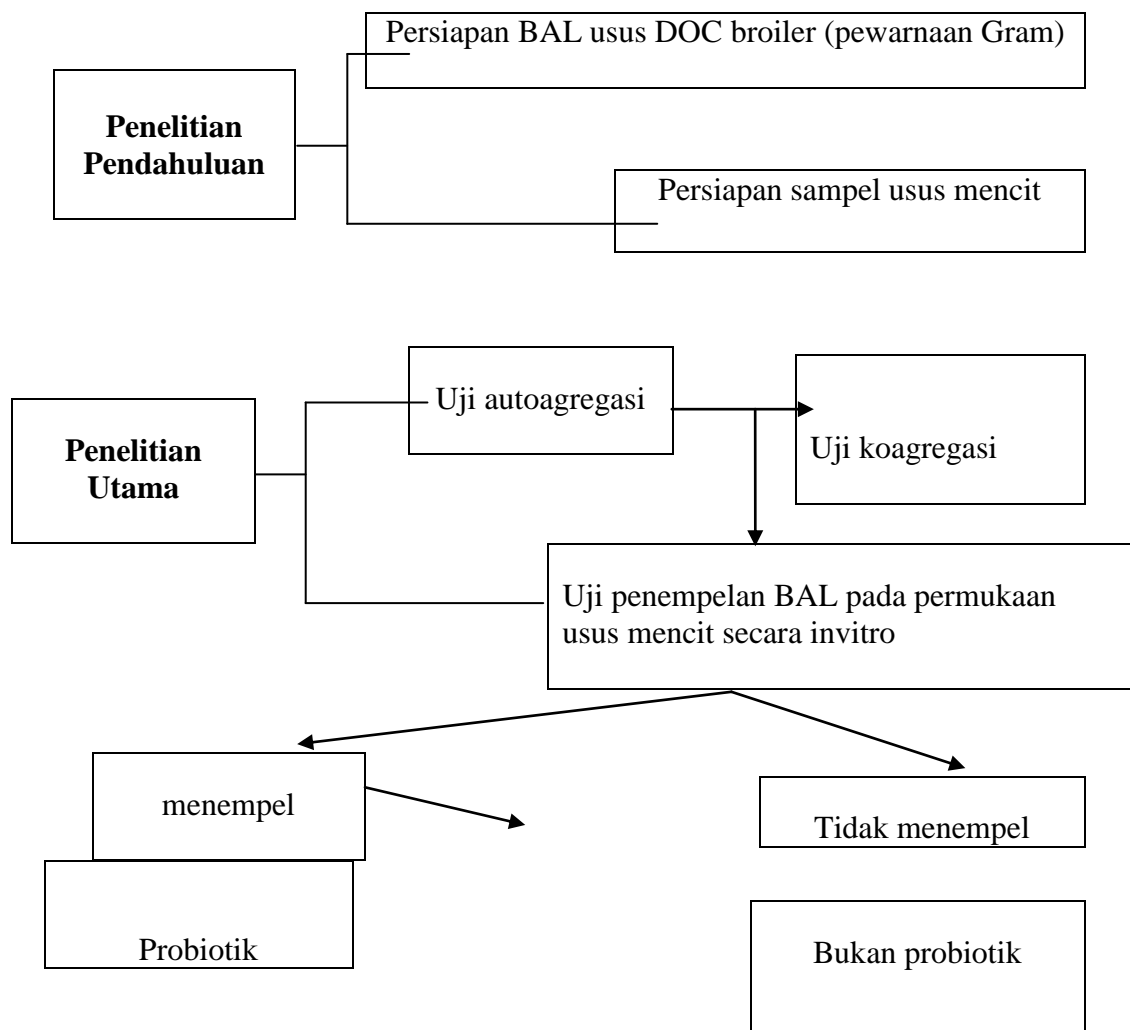 Persiapan BAL usus DOC broiler (pewarnaan Gram)
Penelitian
Pendahuluan
Persiapan sampel usus mencit
Uji autoagregasi
Penelitian
Utama
Uji koagregasi
Uji penempelan BAL pada permukaan
usus mencit secara invitro
menempel
Tidak menempel
Probiotik
Bukan probiotik